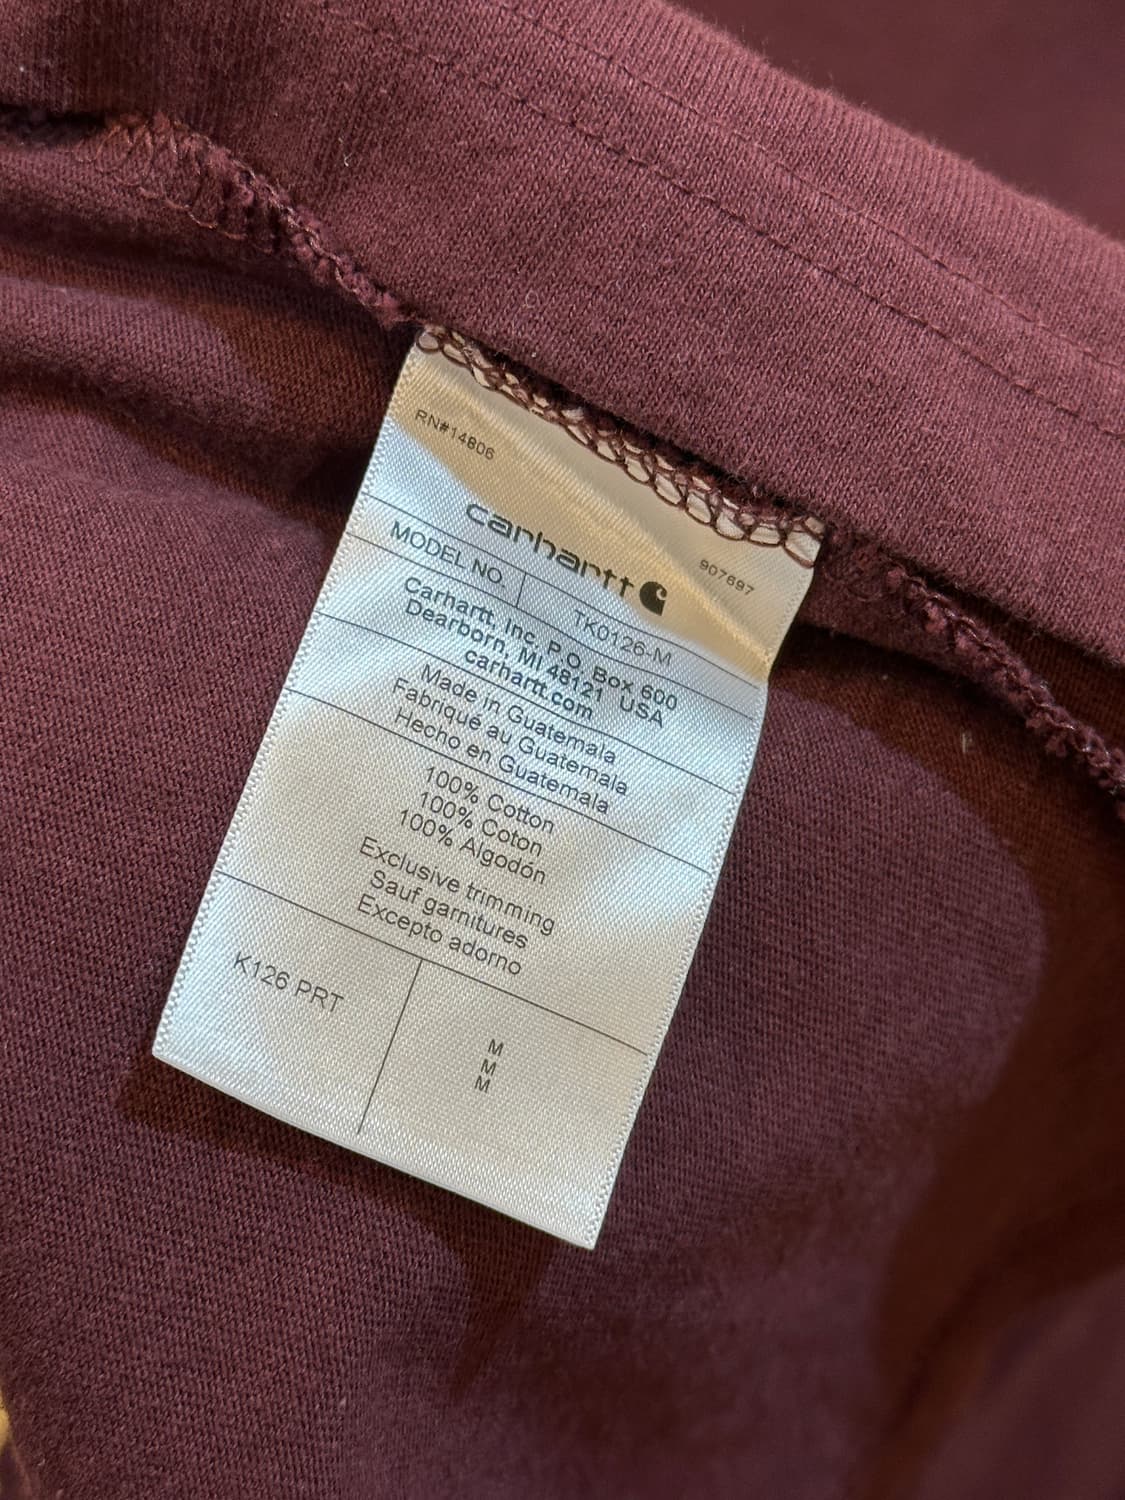 RN#14806
907697
carhartt
MODEL NO. TK0126-M
Carhartt, Inc. P.O. Box 600
Dearborn, MI 48121 USA
carhartt.com
Made in Guatemala
Fabriqué au Guatemala
Hecho en Guatemala
100% Cotton
100% Coton
100% Algodón
Exclusive trimming
Sauf garnitures
Excepto adorno
K126 PRT
M
M
M